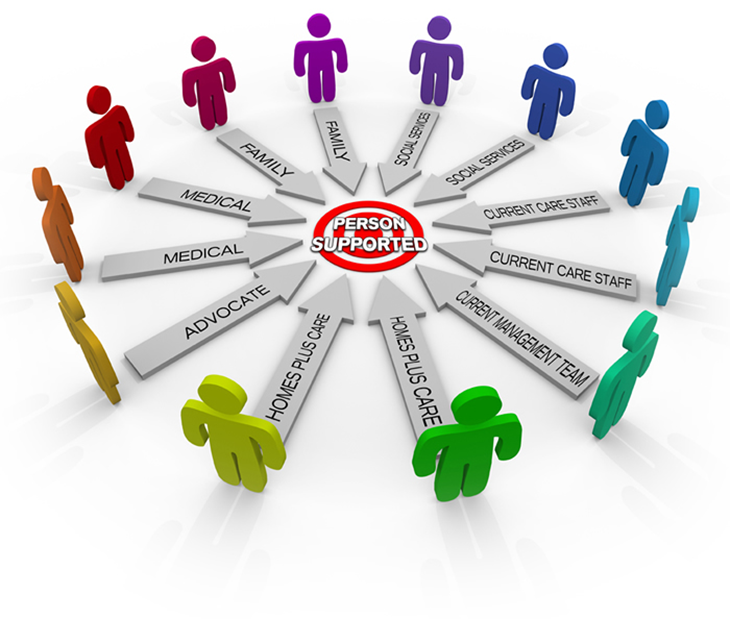 FAMILY
SOCIAL SERVICES
FAMILY
SOCIAL SERVICES
MEDICAL
CURRENT CARE STAFF
PERSON
SUPPORTED
MEDICAL
CURRENT CARE STAFF
ADVOCATE
CURRENT MANAGEMENT TEAM
HOMES PLUS CARE
HOMES PLUS CARE